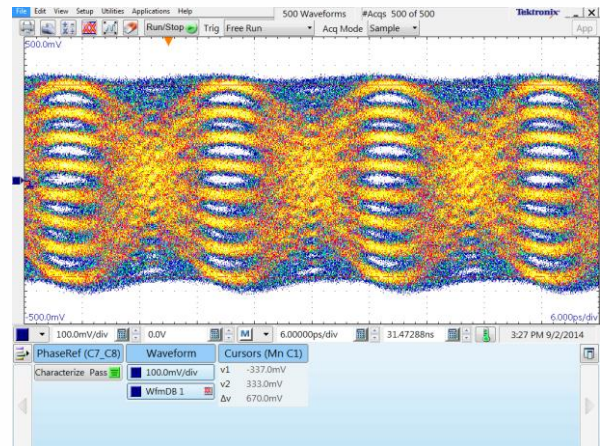 File Edit View Setup Utilities Applications Help 500 Waveforms #Acqs 500 of 500 Tektronix
Run/Stop Trig Free Run Acq Mode Sample App
500.0mV
-500.0mV 6.000ps/div
100.0mV/div 0.0V M 6.00000ps/div 31.47288ns 3:27 PM 9/2/2014
PhaseRef (C7_C8) Waveform Cursors (Mn C1)
Characterize Pass 100.0mV/div v1 -337.0mV
WfmDB 1 v2 333.0mV
Δv 670.0mV